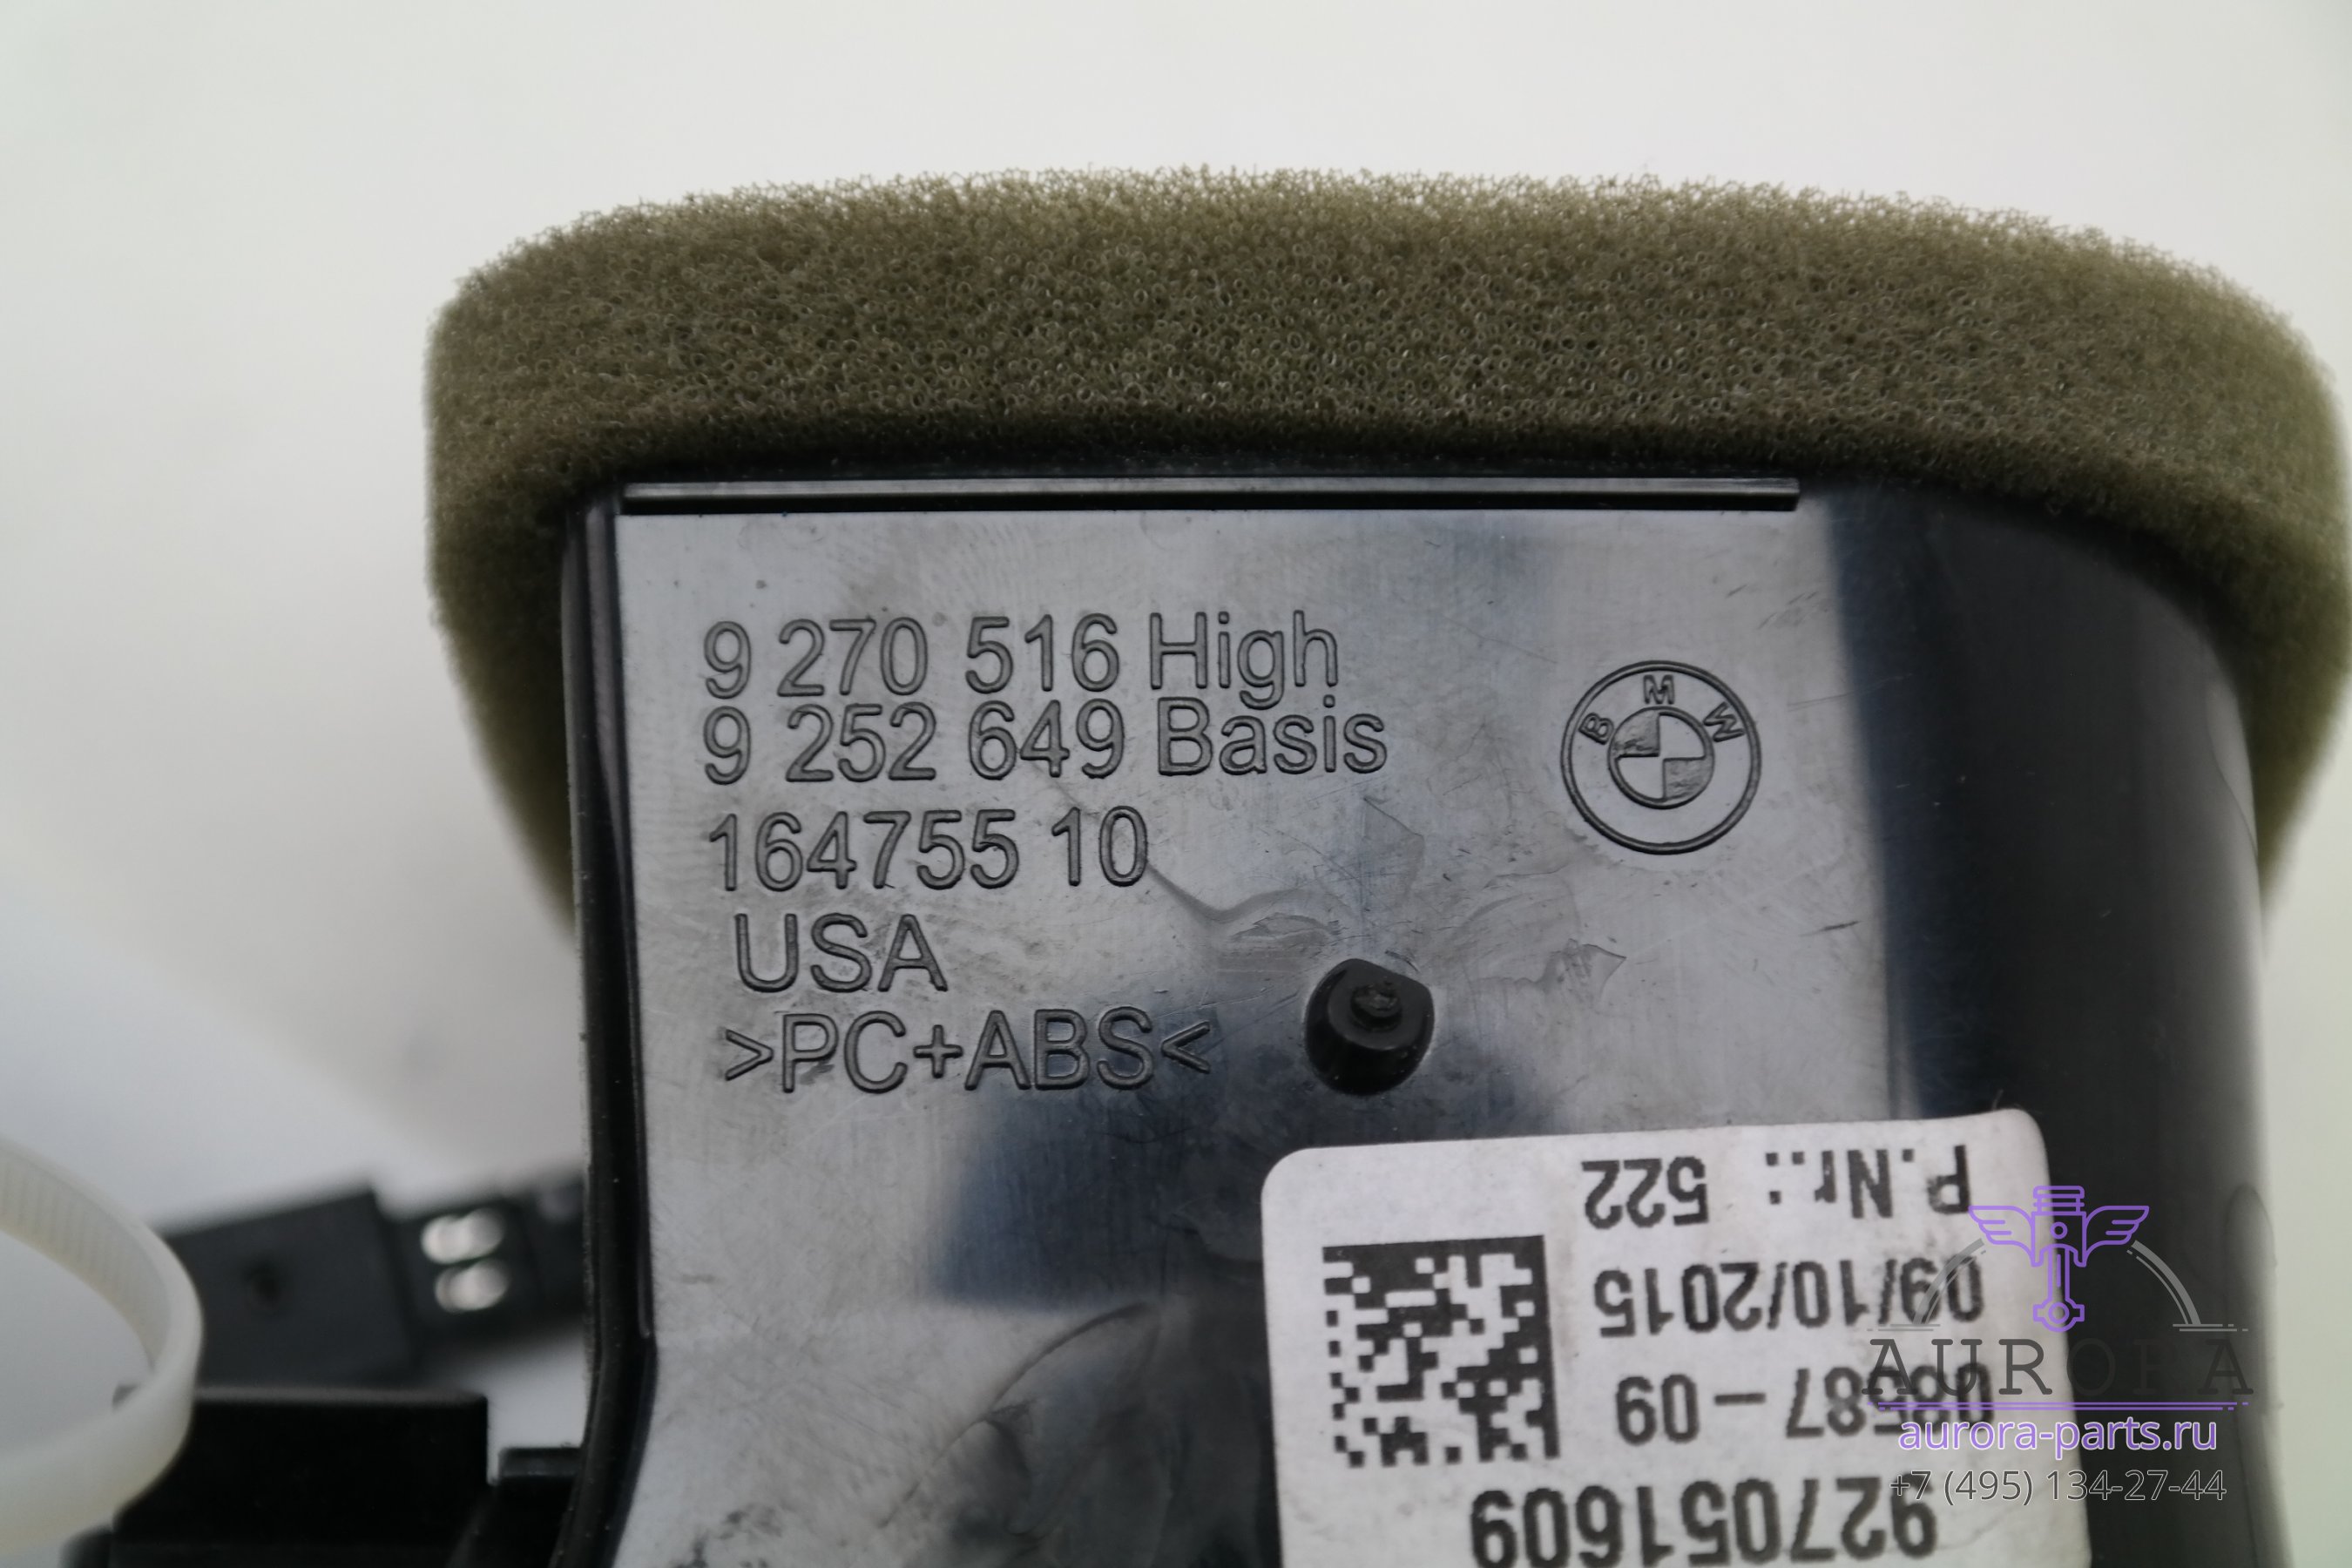 9 270 516 High
9 252 649 Basis
164755 10
USA
>PC+ABS<
BMW
P.Nr.: 522
09/10/2015
87-09
927051609
AURORA
aurora-parts.ru
+7 (495) 134-27-44